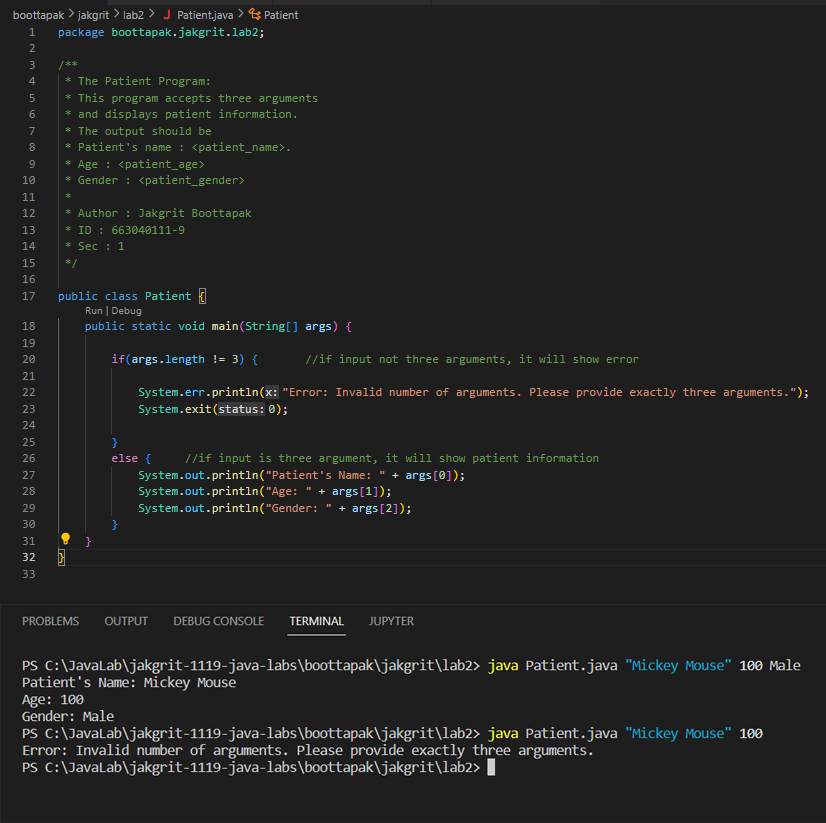 boottapak > jakgrit > lab2 > J Patient.java > Patient
1 package boottapak.jakgrit.lab2;
2
3 /**
4 * The Patient Program:
5 * This program accepts three arguments
6 * and displays patient information.
7 * The output should be
8 * Patient's name : <patient_name>.
9 * Age : <patient_age>
10 * Gender : <patient_gender>
11 *
12 * Author : Jakgrit Boottapak
13 * ID : 663040111-9
14 * Sec : 1
15 */
16
17 public class Patient {
Run | Debug
18 public static void main(String[] args) {
19
20 if(args.length != 3) { //if input not three arguments, it will show error
21
22 System.err.println(x: "Error: Invalid number of arguments. Please provide exactly three arguments.");
23 System.exit(status: 0);
24
25 }
26 else { //if input is three argument, it will show patient information
27 System.out.println("Patient's Name: " + args[0]);
28 System.out.println("Age: " + args[1]);
29 System.out.println("Gender: " + args[2]);
30 }
31 }
32 }
33
PROBLEMS OUTPUT DEBUG CONSOLE TERMINAL JUPYTER
PS C:\JavaLab\jakgrit-1119-java-labs\boottapak\jakgrit\lab2> java Patient.java "Mickey Mouse" 100 Male
Patient's Name: Mickey Mouse
Age: 100
Gender: Male
PS C:\JavaLab\jakgrit-1119-java-labs\boottapak\jakgrit\lab2> java Patient.java "Mickey Mouse" 100
Error: Invalid number of arguments. Please provide exactly three arguments.
PS C:\JavaLab\jakgrit-1119-java-labs\boottapak\jakgrit\lab2>